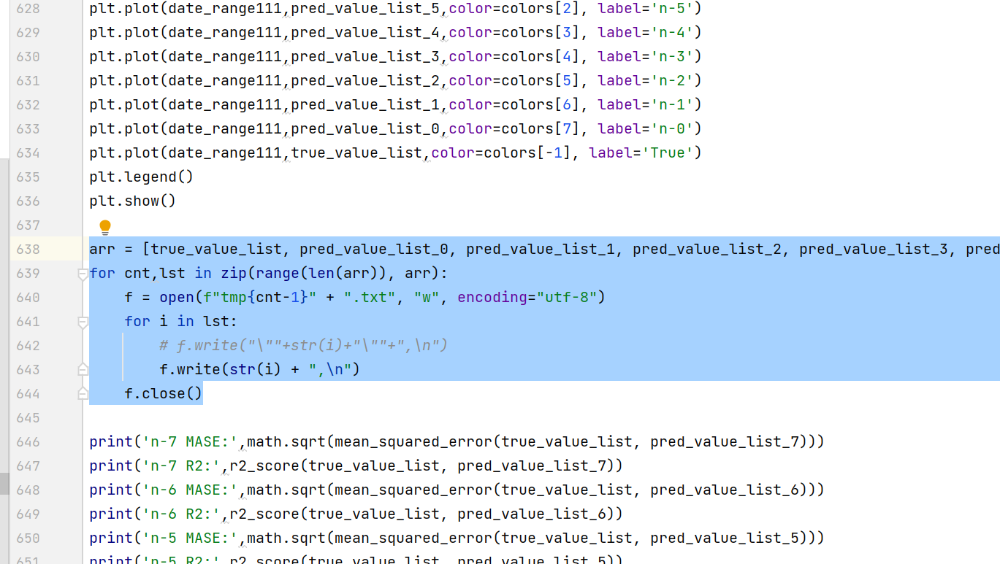 628 plt.plot(date_range111,pred_value_list_5,color=colors[2], label='n-5')
629 plt.plot(date_range111,pred_value_list_4,color=colors[3], label='n-4')
630 plt.plot(date_range111,pred_value_list_3,color=colors[4], label='n-3')
631 plt.plot(date_range111,pred_value_list_2,color=colors[5], label='n-2')
632 plt.plot(date_range111,pred_value_list_1,color=colors[6], label='n-1')
633 plt.plot(date_range111,pred_value_list_0,color=colors[7], label='n-0')
634 plt.plot(date_range111,true_value_list,color=colors[-1], label='True')
635 plt.legend()
636 plt.show()
637
638 arr = [true_value_list, pred_value_list_0, pred_value_list_1, pred_value_list_2, pred_value_list_3, pred
639 for cnt,lst in zip(range(len(arr)), arr):
640     f = open(f"tmp{cnt-1}" + ".txt", "w", encoding="utf-8")
641     for i in lst:
642         # f.write("\""+str(i)+"\""+",\n")
643         f.write(str(i) + ",\n")
644     f.close()
645
646 print('n-7 MASE:',math.sqrt(mean_squared_error(true_value_list, pred_value_list_7)))
647 print('n-7 R2:',r2_score(true_value_list, pred_value_list_7))
648 print('n-6 MASE:',math.sqrt(mean_squared_error(true_value_list, pred_value_list_6)))
649 print('n-6 R2:',r2_score(true_value_list, pred_value_list_6))
650 print('n-5 MASE:',math.sqrt(mean_squared_error(true_value_list, pred_value_list_5)))
651 print('n-5 R2:',r2_score(true_value_list, pred_value_list_5))